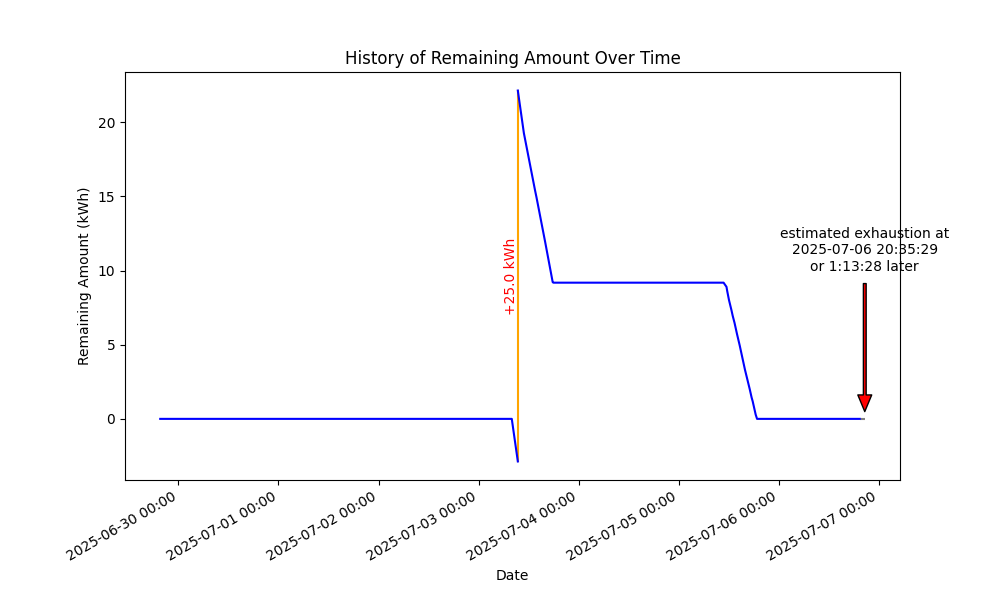 History of Remaining Amount Over Time
Remaining Amount (kWh)
20
15
10
5
0
+25.0 kWh
estimated exhaustion at
2025-07-06 20:35:29
or 1:13:28 later
2025-06-30 00:00
2025-07-01 00:00
2025-07-02 00:00
2025-07-03 00:00
2025-07-04 00:00
2025-07-05 00:00
2025-07-06 00:00
2025-07-07 00:00
Date